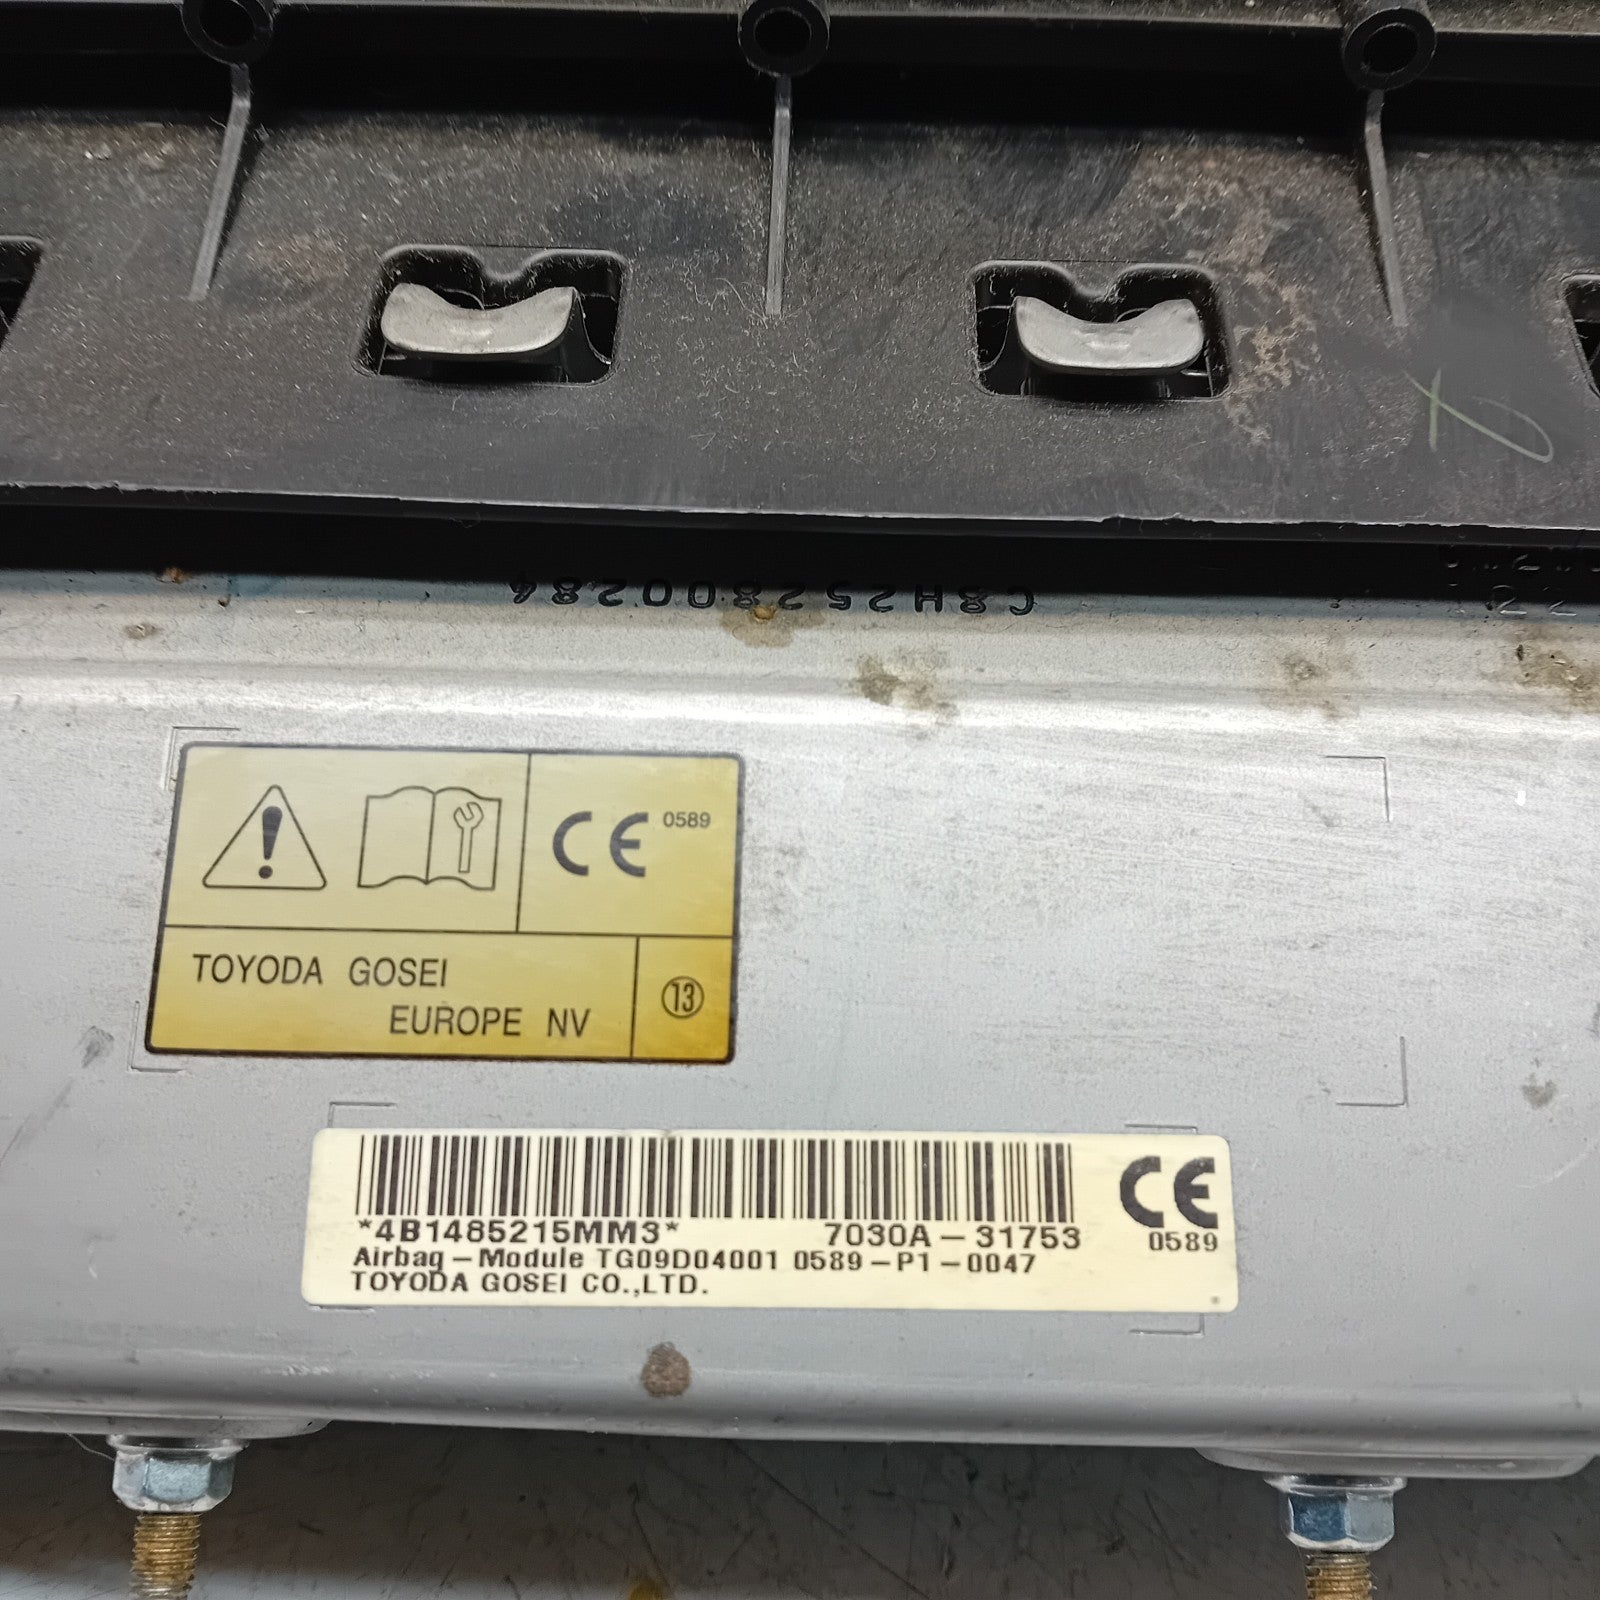 C8H252800284
CE 0589
TOYODA GOSEI
EUROPE NV
⑬
*4B1485215MM3* 7030A-31753
CE 0589
Airbag-Module TG09D04001 0589-P1-0047
TOYODA GOSEI CO.,LTD.